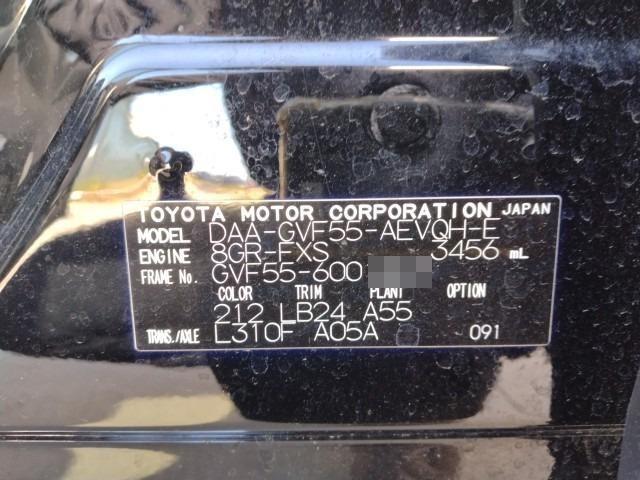 TOYOTA MOTOR CORPORATION JAPAN
MODEL DAA-GVF55-AEVQH-E
ENGINE 8GR-FXS 3456 mL
FRAME No. GVF55-600
COLOR TRIM PLANT OPTION
212 LB24 A55
TRANS./AXLE L310F A05A 091